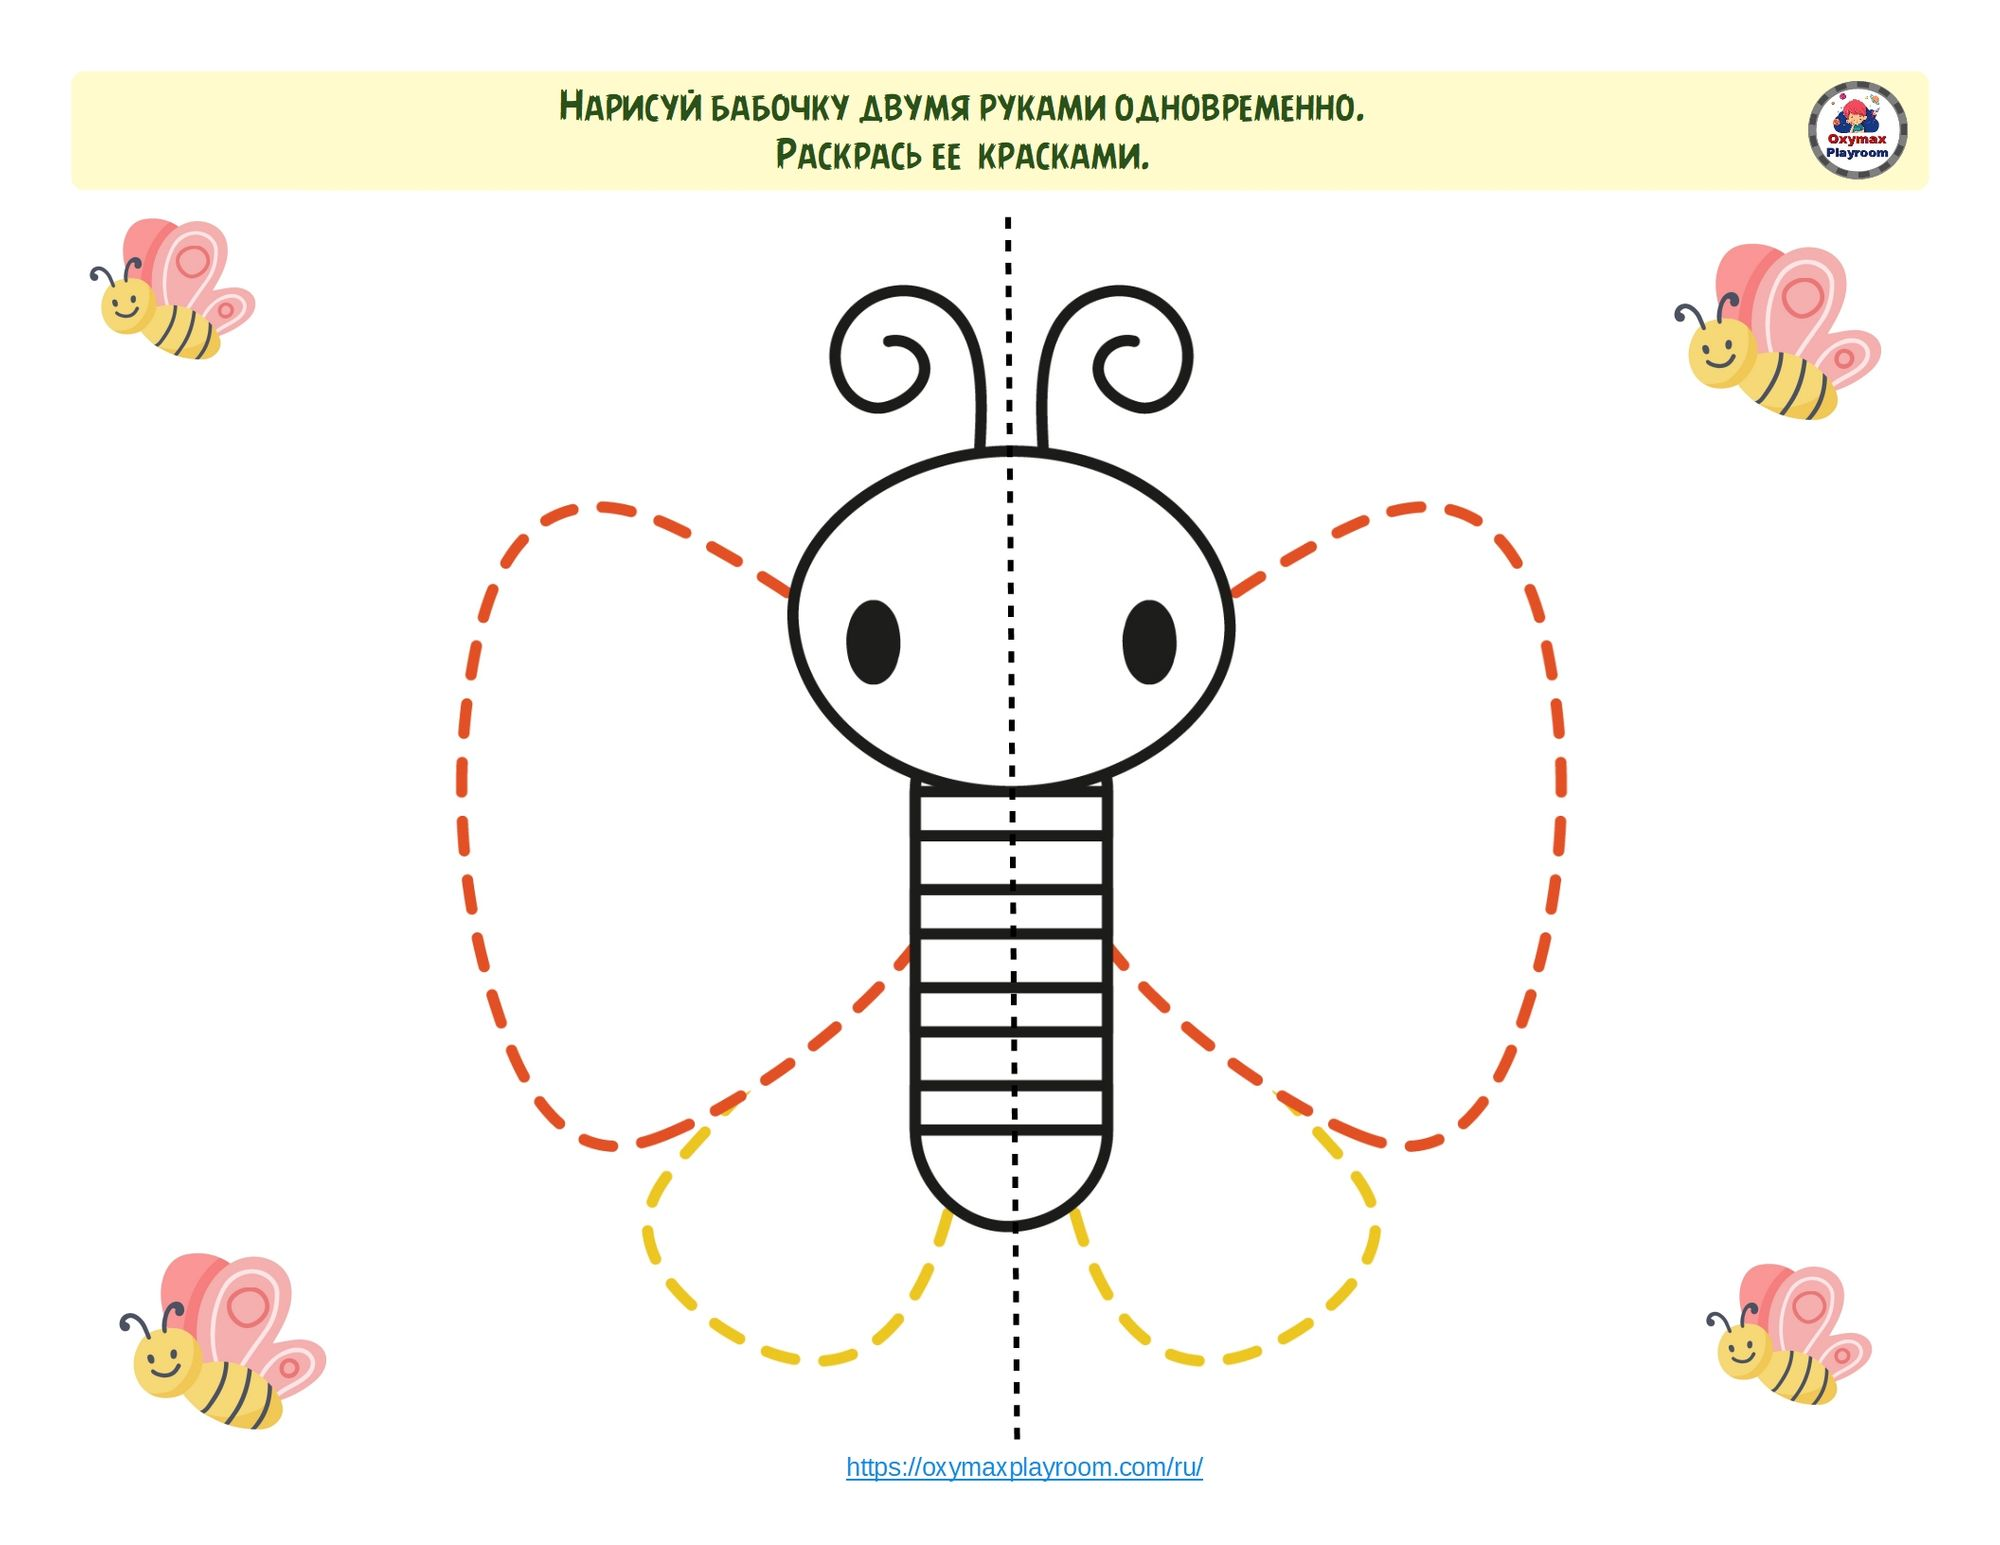 Нарисуй бабочку двумя руками одновременно.
Раскрась ее красками.
Oxymax
Playroom
https://oxymaxplayroom.com/ru/